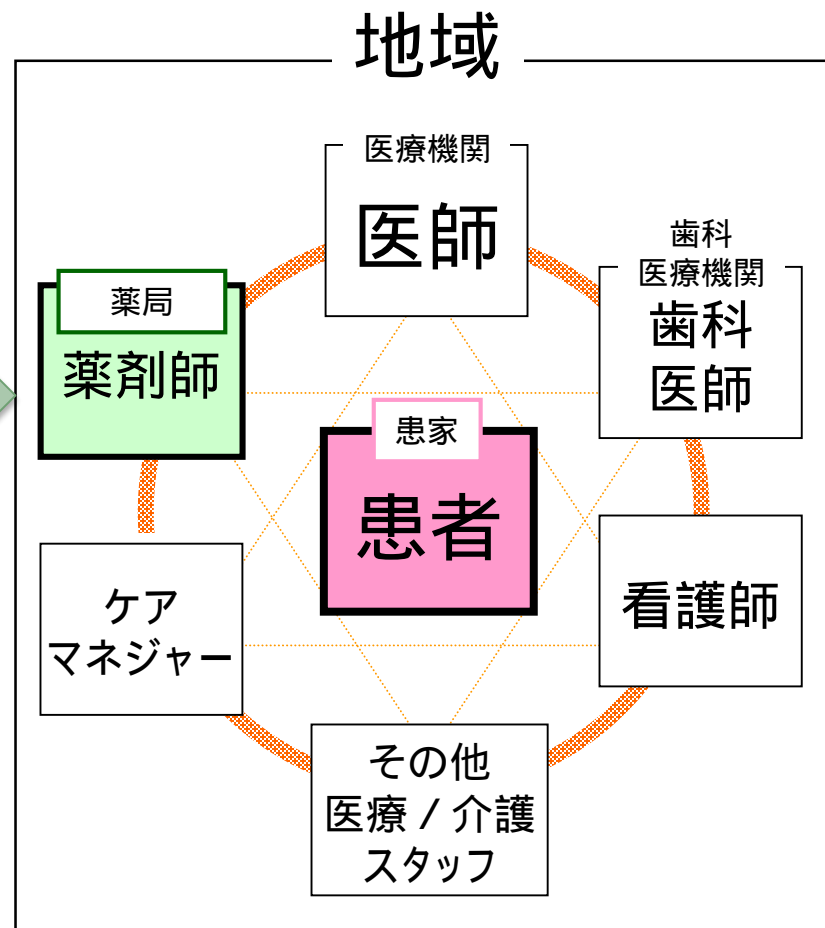 地域
医療機関
医師
歯科
医療機関
歯科
医師
薬局
薬剤師
患家
患者
看護師
ケア
マネジャー
その他
医療 / 介護
スタッフ